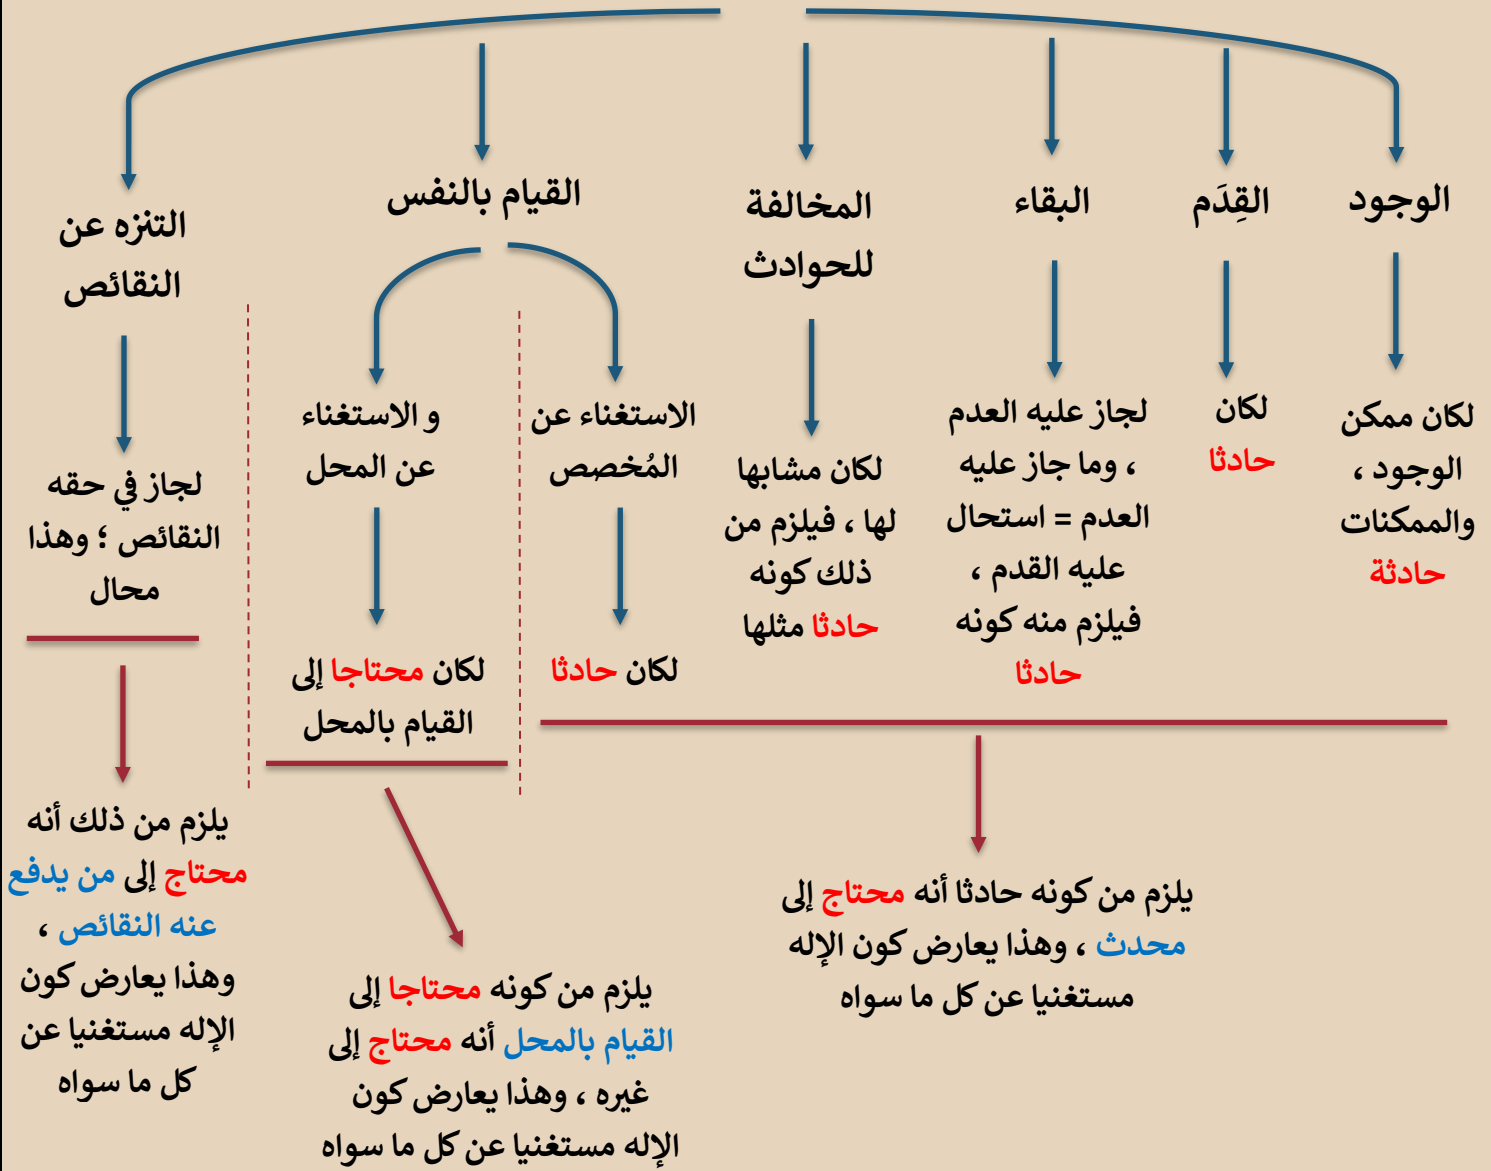 الوجود
القِدَم
البقاء
المخالفة
للحوادث
القيام بالنفس
التنزه عن
النقائص
لكان ممكن
الوجود ،
والممكنات
حادثة
لكان
حادثا
لجاز عليه العدم
، وما جاز عليه
العدم = استحال
عليه القدم ،
فيلزم منه كونه
حادثا
لكان مشابها
لها ، فيلزم من
ذلك كونه
حادثا مثلها
الاستغناء عن
المُخصص
لكان حادثا
و الاستغناء
عن المحل
لكان محتاجا إلى
القيام بالمحل
لجاز في حقه
النقائص ؛ وهذا
محال
يلزم من كونه حادثا أنه محتاج إلى
محدث ، وهذا يعارض كون الإله
مستغنيا عن كل ما سواه
يلزم من كونه محتاجا إلى
القيام بالمحل أنه محتاج إلى
غيره ، وهذا يعارض كون
الإله مستغنيا عن كل ما سواه
يلزم من ذلك أنه
محتاج إلى من يدفع
عنه النقائص ،
وهذا يعارض كون
الإله مستغنيا عن
كل ما سواه